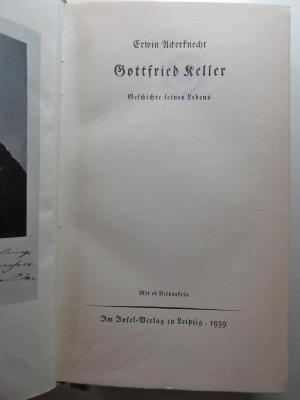 Erwin Ackerknecht
Gottfried Keller
Geschichte seines Lebens
Mit 16 Bildtafeln
Im Insel-Verlag zu Leipzig · 1939